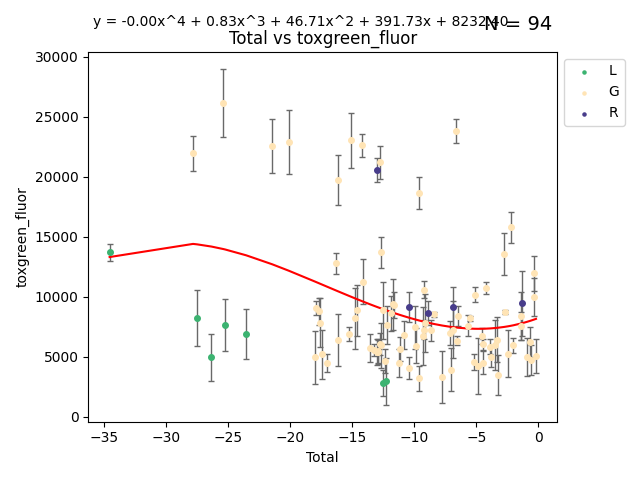 y = -0.00x^4 + 0.83x^3 + 46.71x^2 + 391.73x + 8232.40
N = 94
Total vs toxgreen_fluor
30000
25000
20000
15000
10000
5000
0
toxgreen_fluor
−35 −30 −25 −20 −15 −10 −5 0
Total
L
G
R